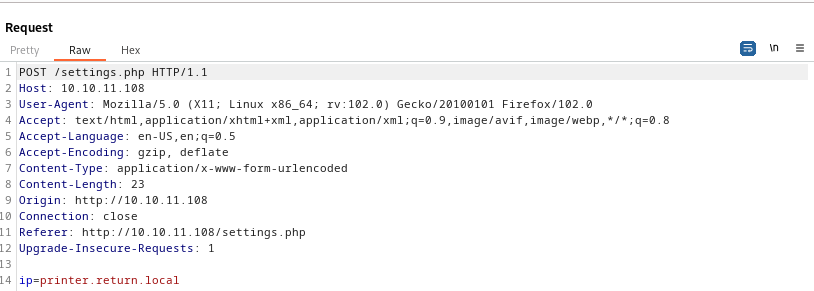 Request
Pretty Raw Hex \n
1 POST /settings.php HTTP/1.1
2 Host: 10.10.11.108
3 User-Agent: Mozilla/5.0 (X11; Linux x86_64; rv:102.0) Gecko/20100101 Firefox/102.0
4 Accept: text/html,application/xhtml+xml,application/xml;q=0.9,image/avif,image/webp,*/*;q=0.8
5 Accept-Language: en-US,en;q=0.5
6 Accept-Encoding: gzip, deflate
7 Content-Type: application/x-www-form-urlencoded
8 Content-Length: 23
9 Origin: http://10.10.11.108
10 Connection: close
11 Referer: http://10.10.11.108/settings.php
12 Upgrade-Insecure-Requests: 1
13
14 ip=printer.return.local